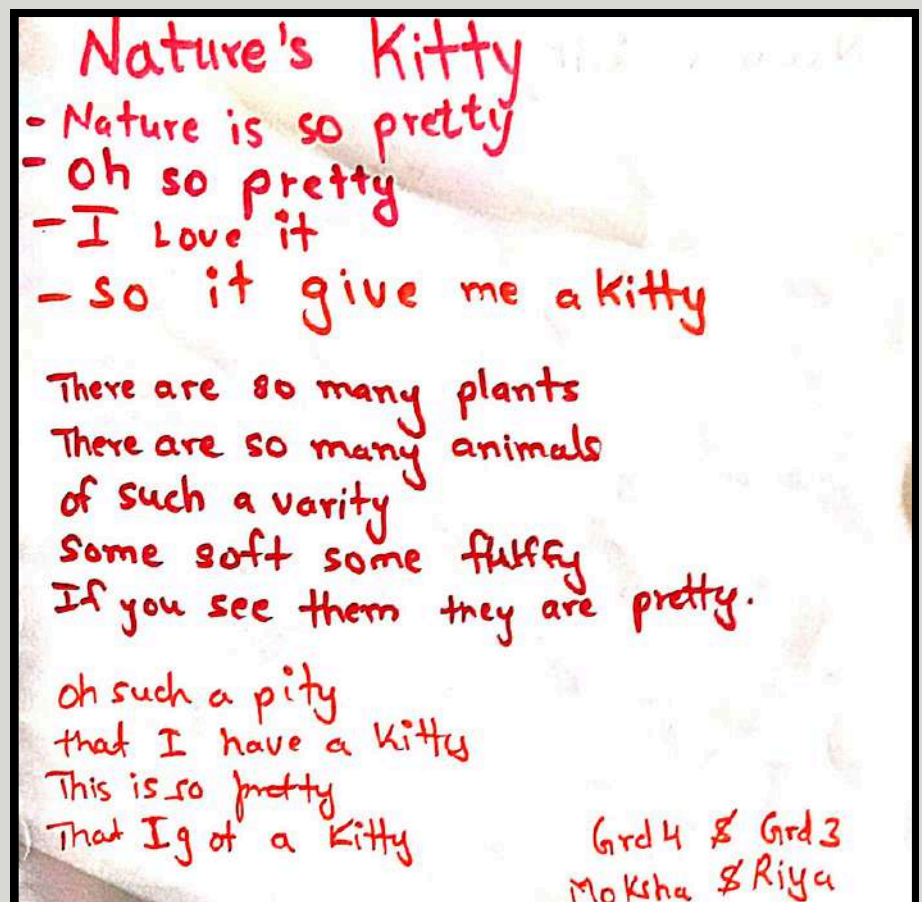 Nature's Kitty
- Nature is so pretty
- oh so pretty
- I Love it
- so it give me a kitty
There are so many plants
There are so many animals
of such a varity
Some soft some fluffy
If you see them they are pretty.
oh such a pity
that I have a kitty
This is so pretty
That I got a Kitty
Grd 4 & Grd 3
Moksha & Riya